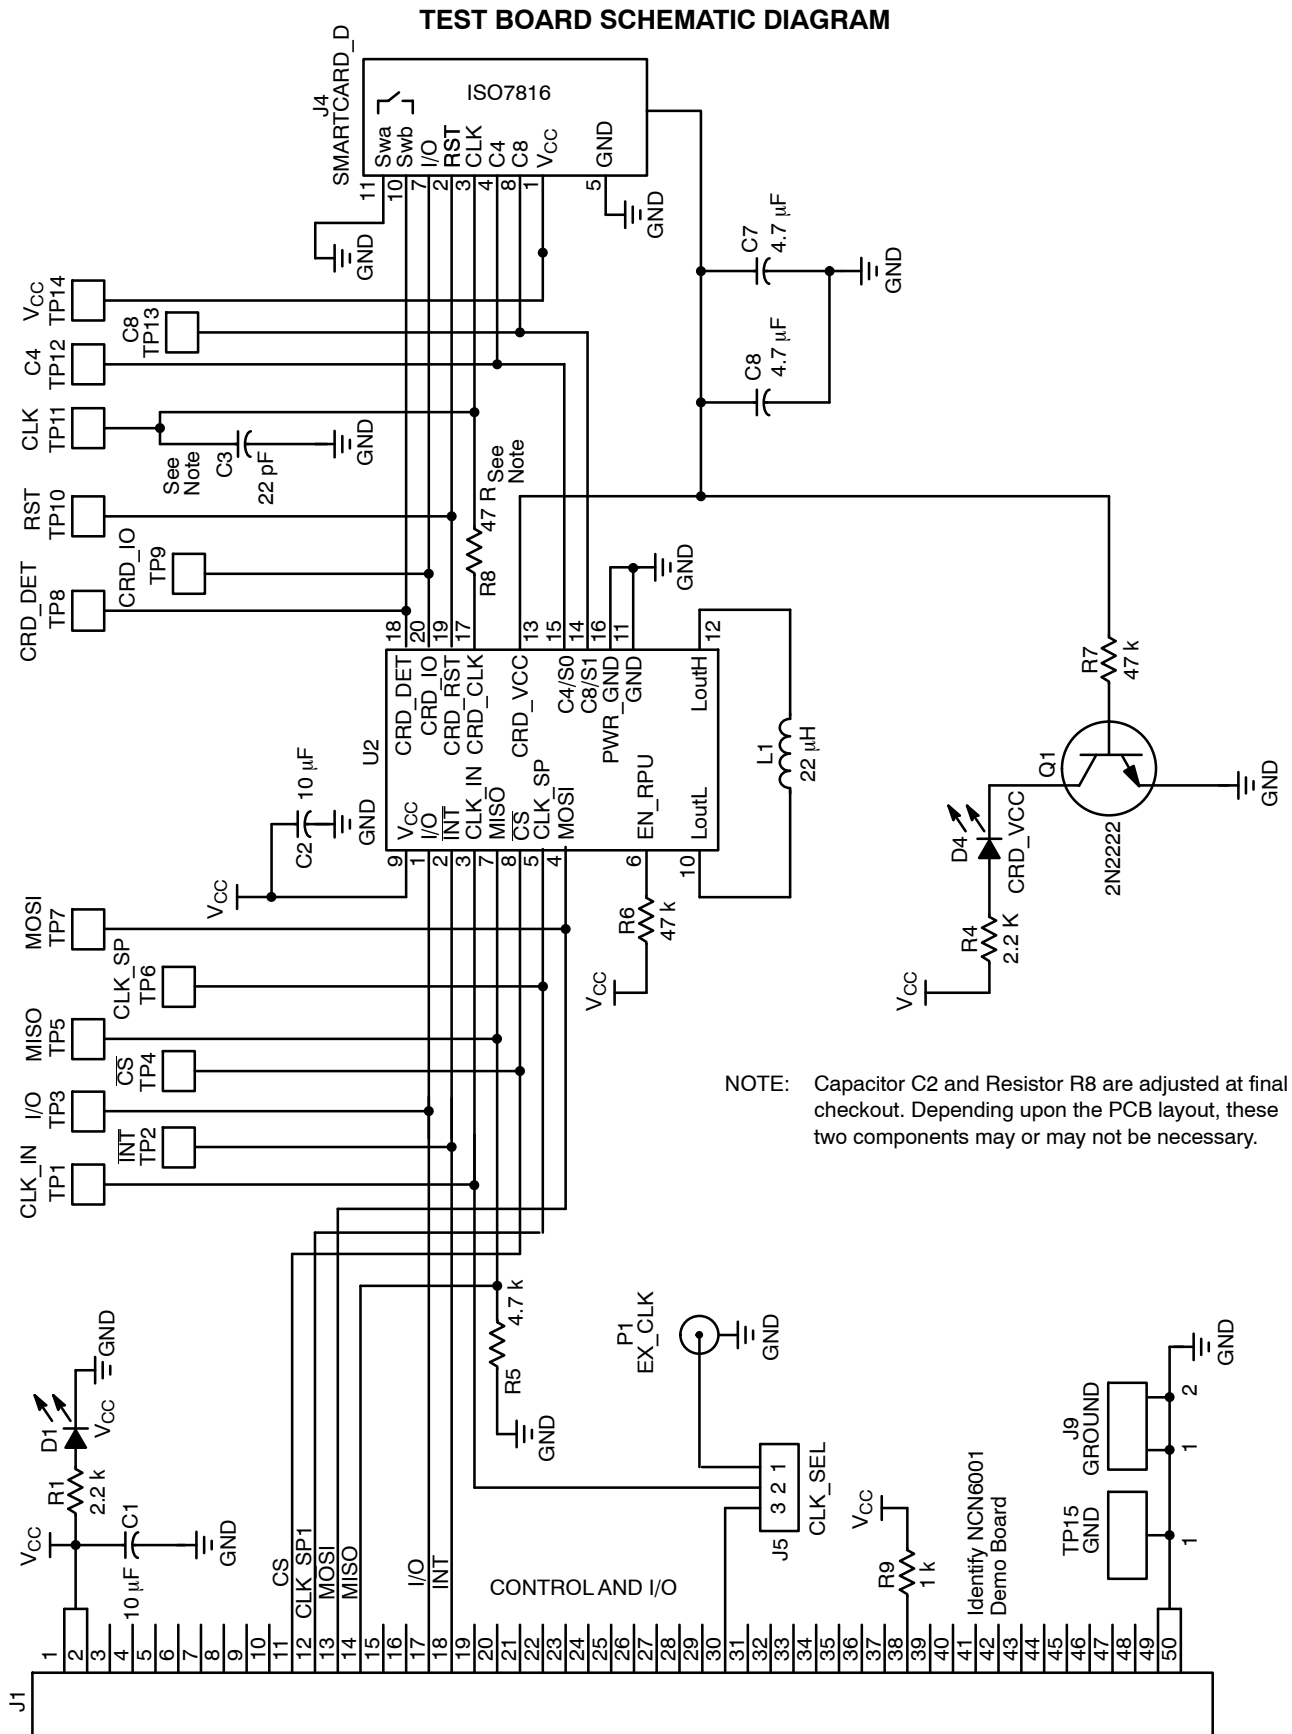 TEST BOARD SCHEMATIC DIAGRAM
J4
SMARTCARD_D
ISO7816
Swa
Swb
I/O
RST
CLK
C4
C8
VCC
GND
11
10
7
2
3
4
8
1
5
GND
GND
VCC
TP14
C8
TP13
C4
TP12
CLK
TP11
RST
TP10
CRD_IO
TP9
CRD_DET
TP8
See
Note
C3
22 pF
GND
R8
47 R
See
Note
C7
4.7 µF
C8
4.7 µF
GND
18
20
19
17
13
15
14
16
11
12
GND
U2
CRD_DET
CRD_IO
CRD_RST
CRD_CLK
CRD_VCC
C4/S0
C8/S1
PWR_GND
GND
LoutH
VCC
I/O
INT
CLK_IN
MISO
CS
CLK_SP
MOSI
EN_RPU
LoutL
9
1
2
3
7
8
5
4
6
10
L1
22 µH
C2
10 µF
GND
VCC
R6
47 k
VCC
R7
47 k
Q1
2N2222
GND
D4
CRD_VCC
R4
2.2 K
VCC
MOSI
TP7
CLK_SP
TP6
MISO
TP5
CS
TP4
I/O
TP3
INT
TP2
CLK_IN
TP1
NOTE: Capacitor C2 and Resistor R8 are adjusted at final
checkout. Depending upon the PCB layout, these
two components may or may not be necessary.
R5
4.7 k
GND
P1
EX_CLK
GND
D1
VCC
GND
R1
2.2 k
VCC
C1
10 µF
GND
3 2 1
J5
CLK_SEL
VCC
R9
1 k
Identify NCN6001
Demo Board
J9
GROUND
1
2
GND
TP15
GND
1
CS
CLK_SP1
MOSI
MISO
I/O
INT
CONTROL AND I/O
J1
1
2
3
4
5
6
7
8
9
10
11
12
13
14
15
16
17
18
19
20
21
22
23
24
25
26
27
28
29
30
31
32
33
34
35
36
37
38
39
40
41
42
43
44
45
46
47
48
49
50